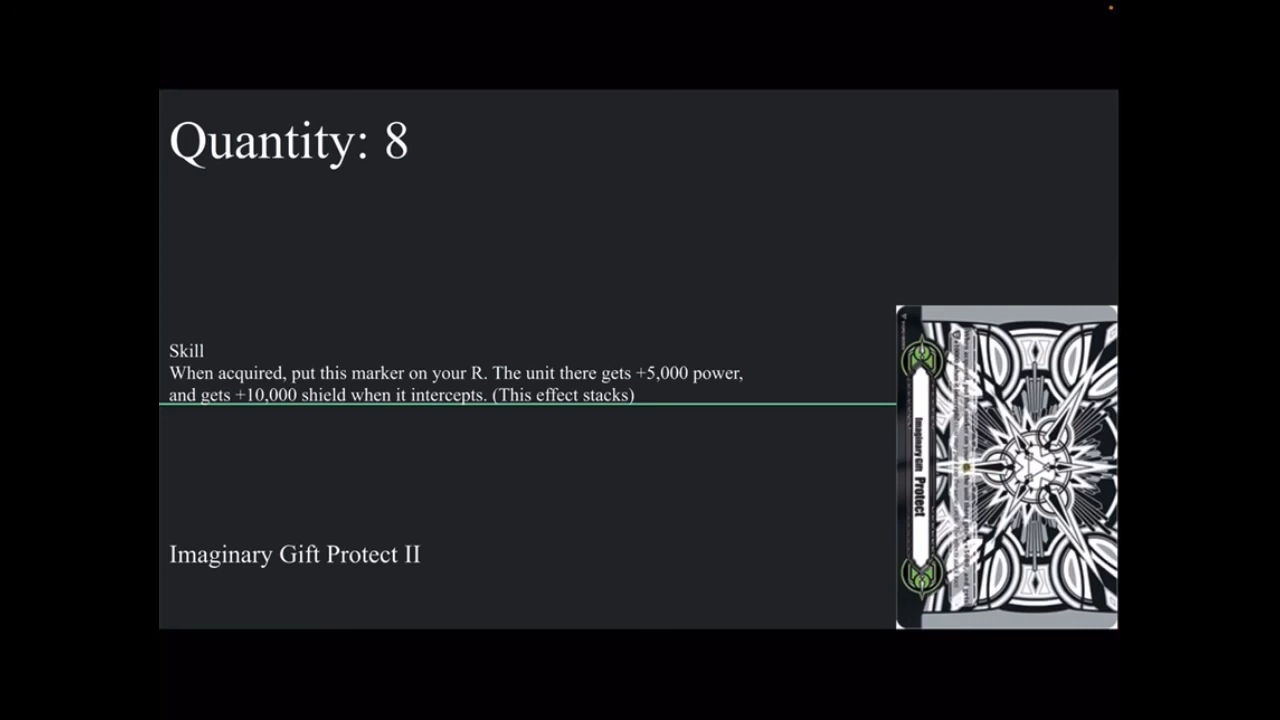 Quantity: 8
Skill
When acquired, put this marker on your R. The unit there gets +5,000 power,
and gets +10,000 shield when it intercepts. (This effect stacks)
Imaginary Gift Protect II
Imaginary Gift Protect